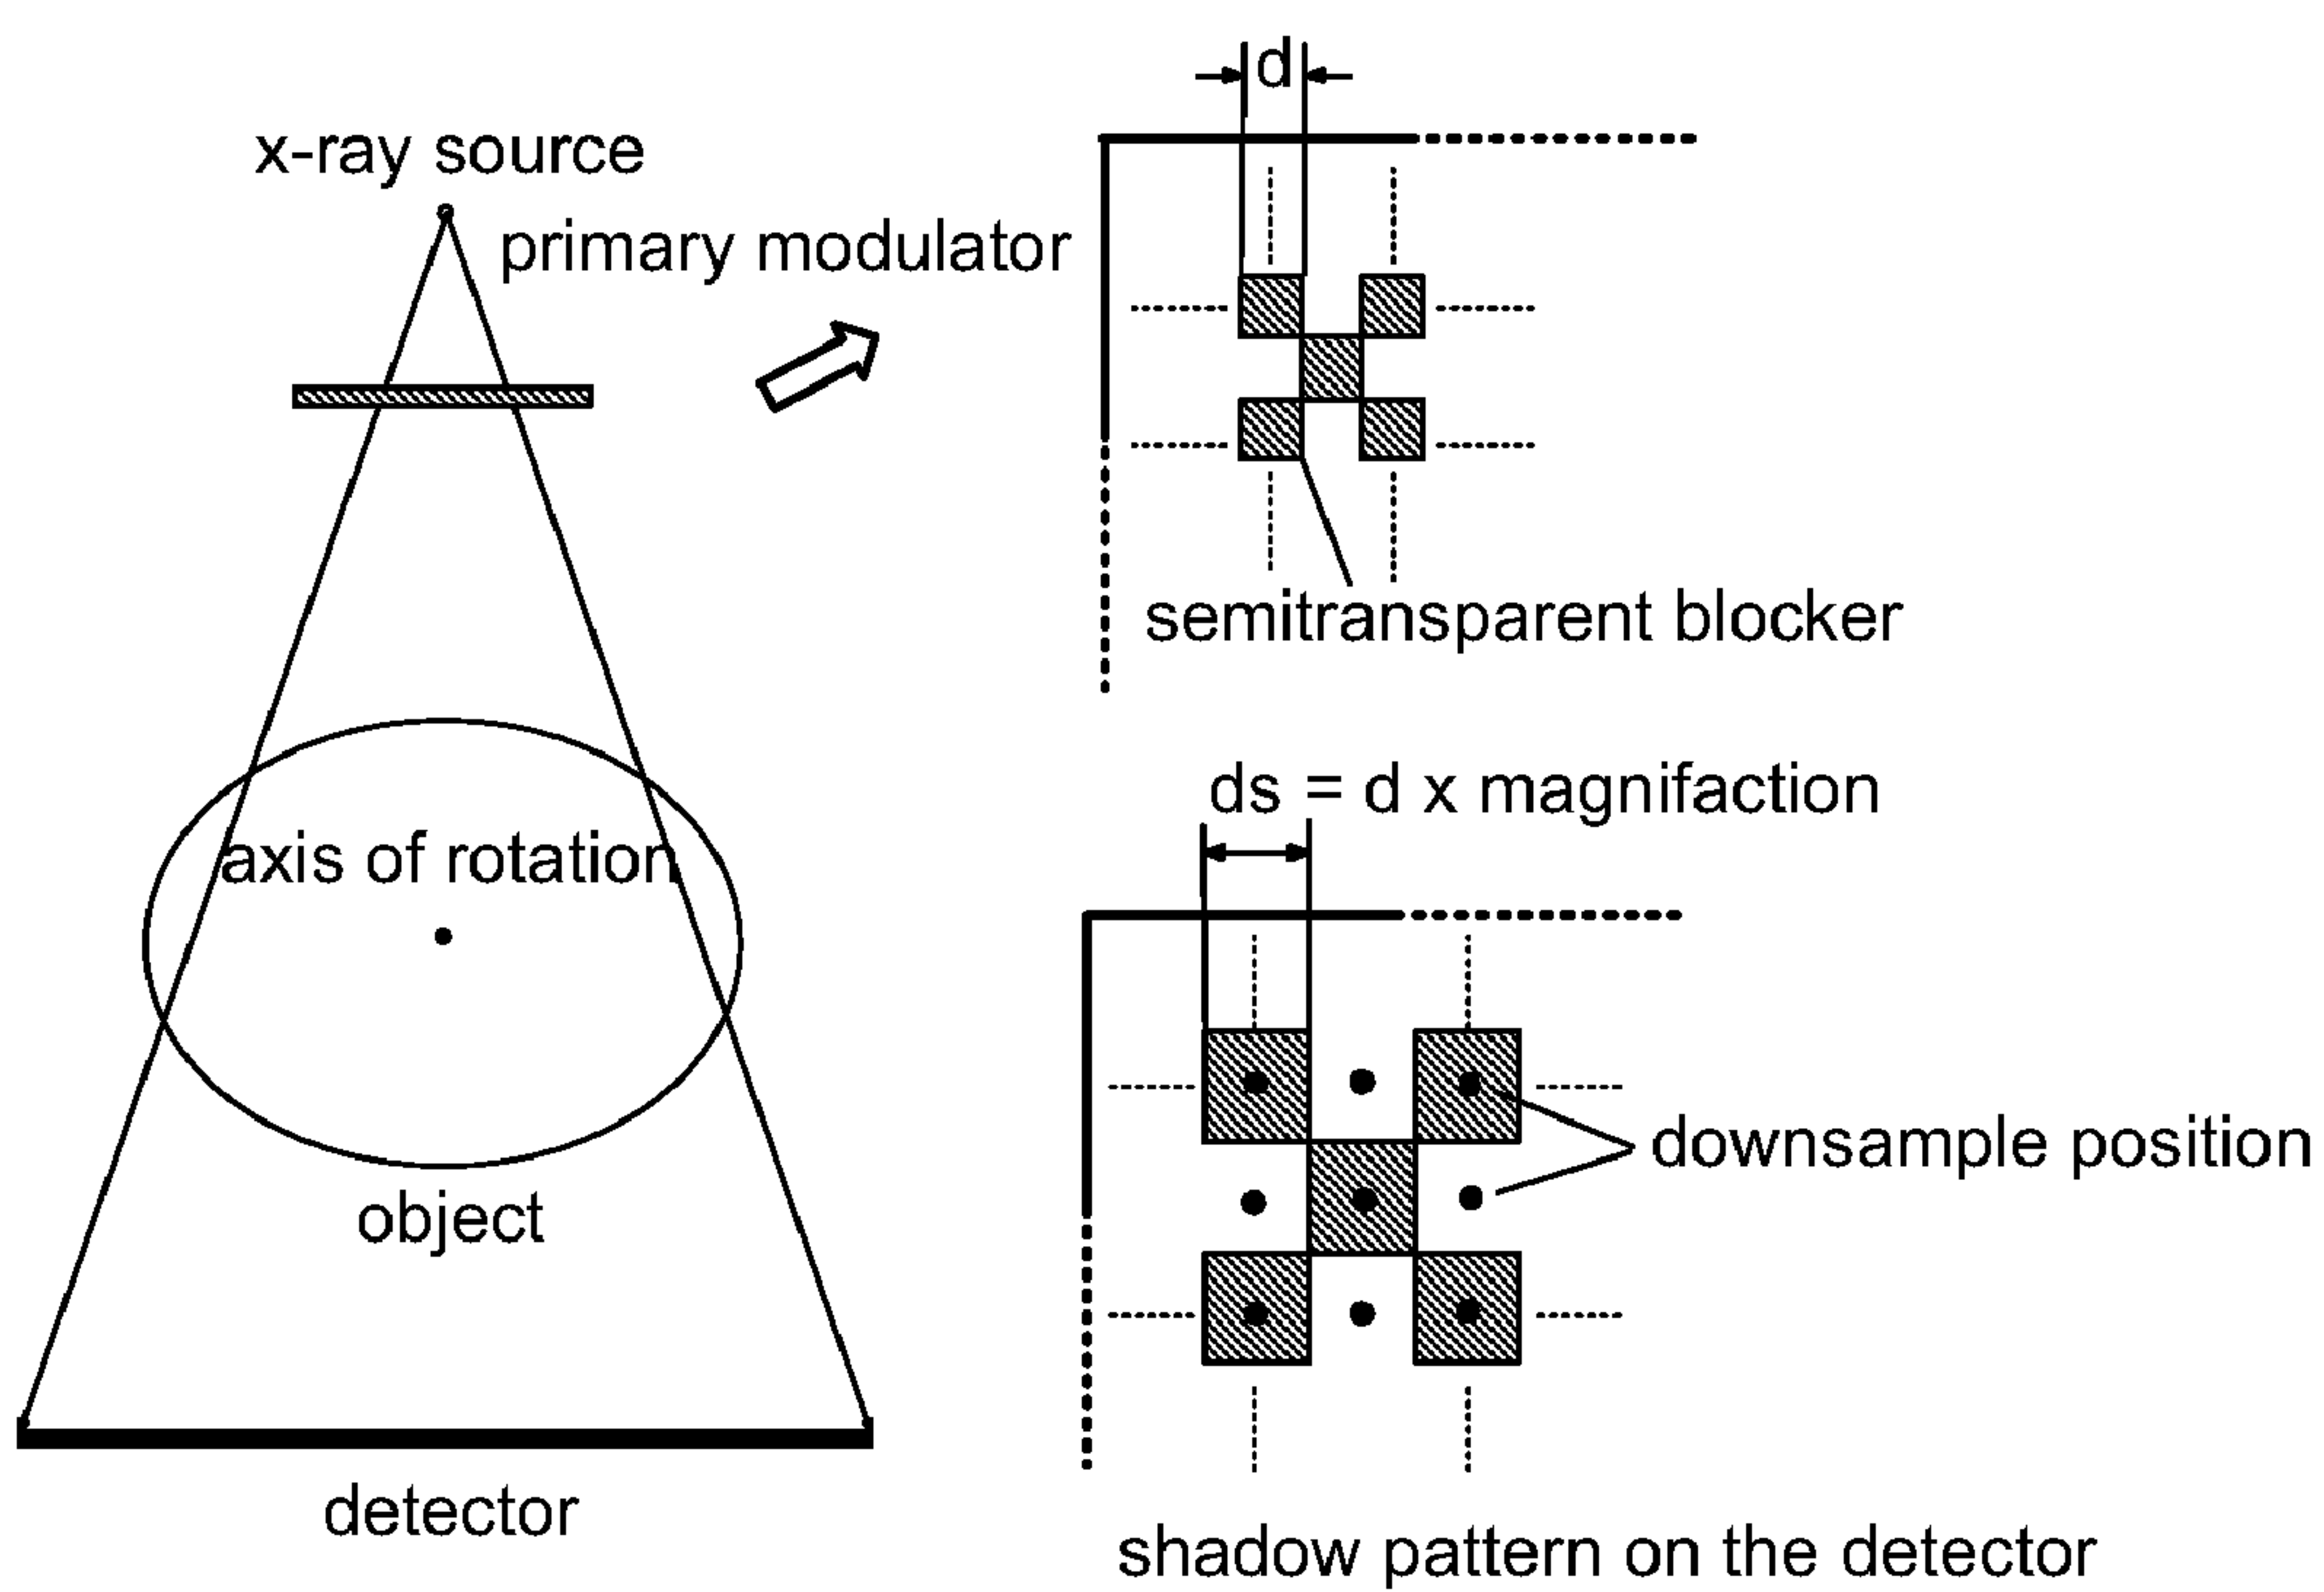 x-ray source
primary modulator
d
semitransparent blocker
axis of rotation
object
detector
ds = d x magnifaction
downsample position
shadow pattern on the detector